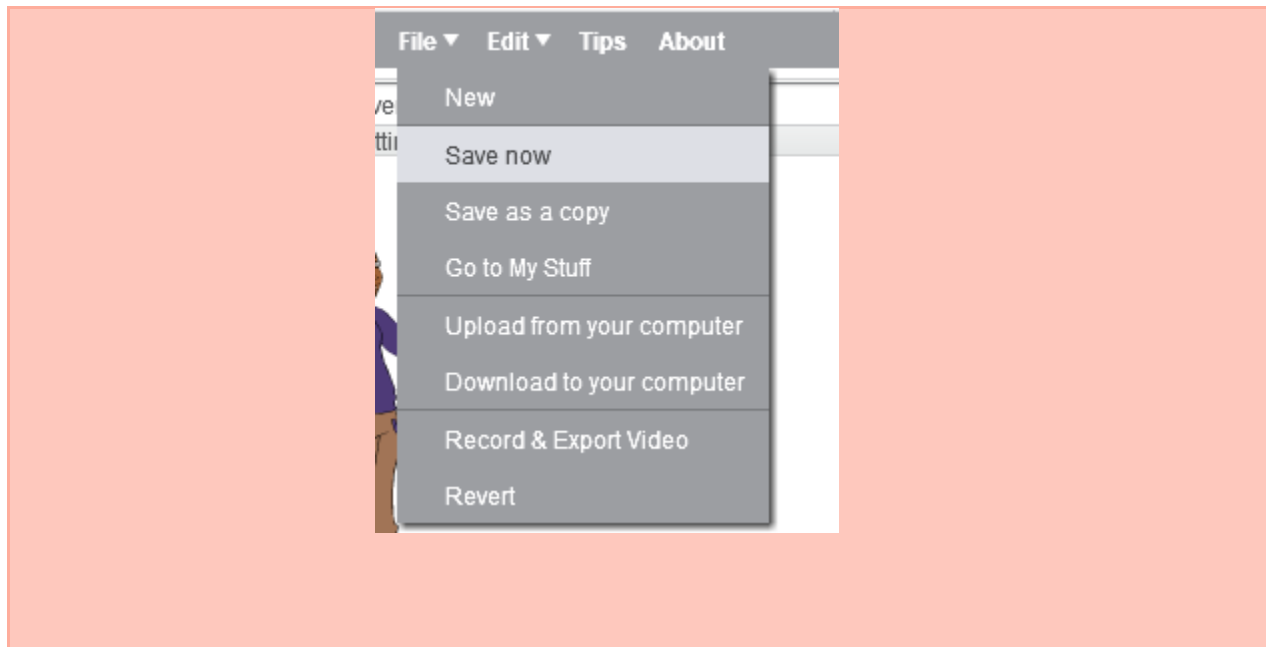 File Edit Tips About
New
Save now
Save as a copy
Go to My Stuff
Upload from your computer
Download to your computer
Record & Export Video
Revert